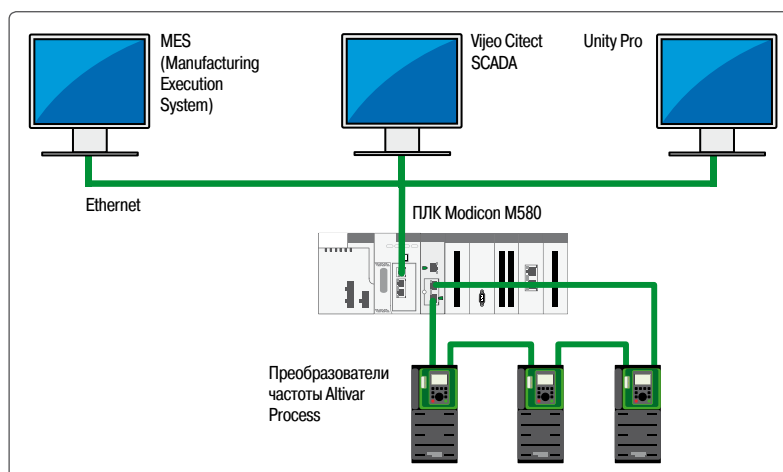 MES
(Manufacturing
Execution
System)
Vijeo Citect
SCADA
Unity Pro
Ethernet
ПЛК Modicon M580
Преобразователи
частоты Altivar
Process